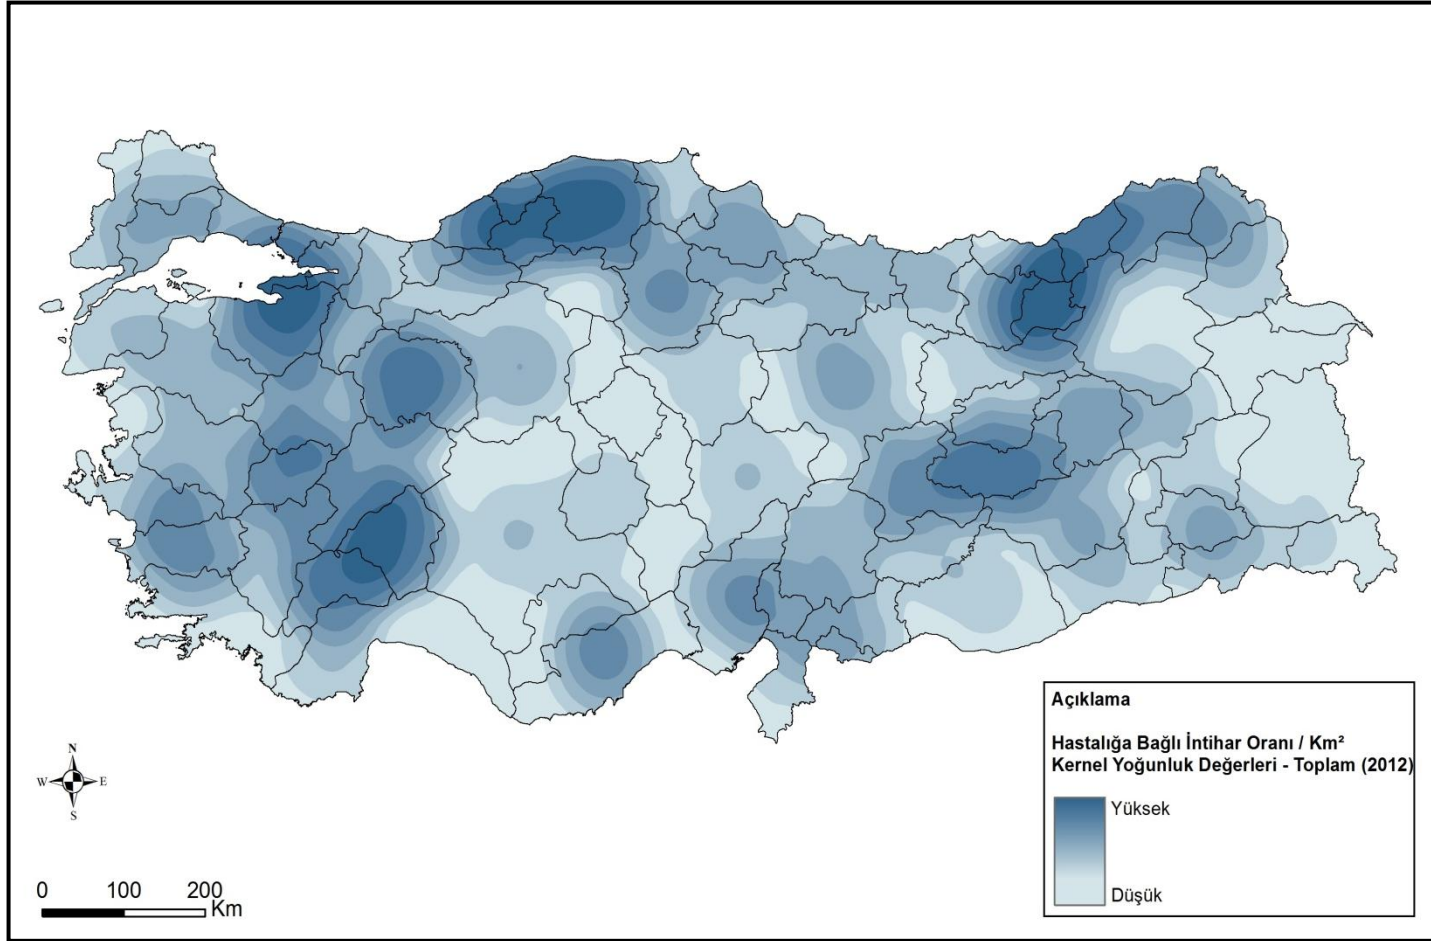 N
W E
S
0 100 200
Km
Açıklama
Hastalığa Bağlı İntihar Oranı / Km²
Kernel Yoğunluk Değerleri - Toplam (2012)
Yüksek
Düşük